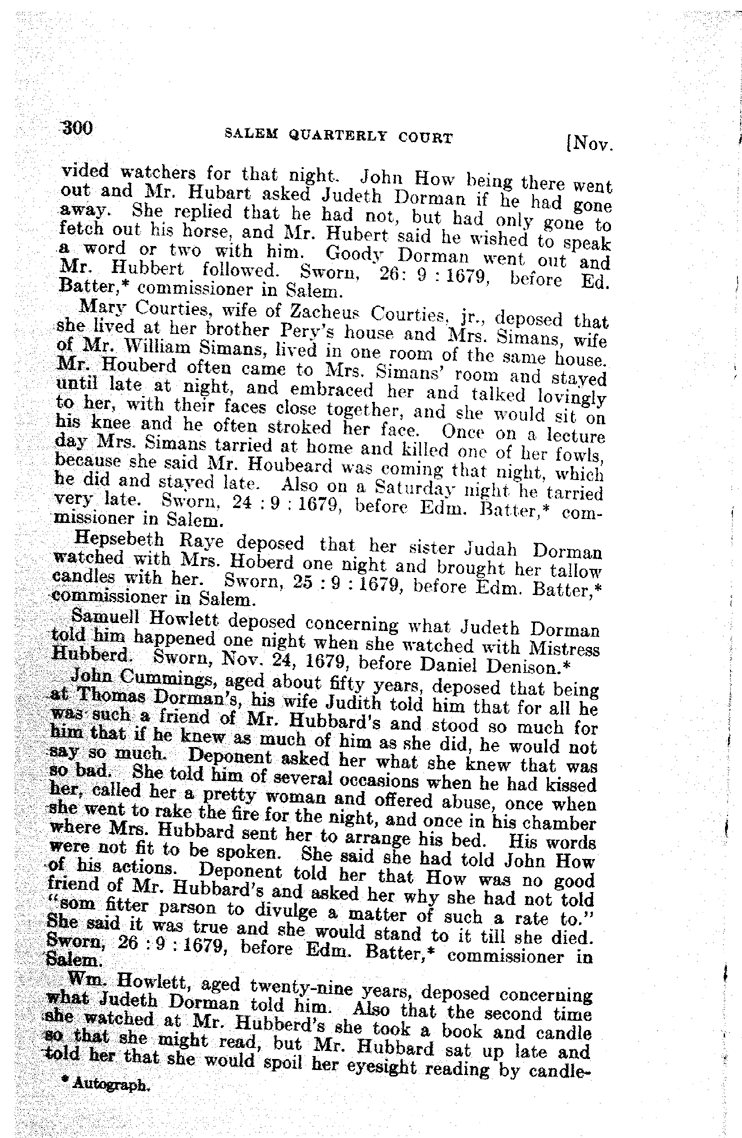 300 SALEM QUARTERLY COURT [Nov.
vided watchers for that night. John How being there went
out and Mr. Hubart asked Judeth Dorman if he had gone
away. She replied that he had not, but had only gone to
fetch out his horse, and Mr. Hubert said he wished to speak
a word or two with him. Goody Dorman went out and
Mr. Hubbert followed. Sworn, 26: 9 : 1679, before Ed.
Batter,* commissioner in Salem.
Mary Courties, wife of Zacheus Courties, jr., deposed that
she lived at her brother Pery's house and Mrs. Simans, wife
of Mr. William Simans, lived in one room of the same house.
Mr. Houberd often came to Mrs. Simans' room and stayed
until late at night, and embraced her and talked lovingly
to her, with their faces close together, and she would sit on
his knee and he often stroked her face. Once on a lecture
day Mrs. Simans tarried at home and killed one of her fowls,
because she said Mr. Houbeard was coming that night, which
he did and stayed late. Also on a Saturday night he tarried
very late. Sworn, 24 : 9 : 1679, before Edm. Batter,* com-
missioner in Salem.
Hepsebeth Raye deposed that her sister Judah Dorman
watched with Mrs. Hoberd one night and brought her tallow
candles with her. Sworn, 25 : 9 : 1679, before Edm. Batter,*
commissioner in Salem.
Samuell Howlett deposed concerning what Judeth Dorman
told him happened one night when she watched with Mistress
Hubberd. Sworn, Nov. 24, 1679, before Daniel Denison.*
John Cummings, aged about fifty years, deposed that being
at Thomas Dorman's, his wife Judith told him that for all he
was such a friend of Mr. Hubbard's and stood so much for
him that if he knew as much of him as she did, he would not
say so much. Deponent asked her what she knew that was
so bad. She told him of several occasions when he had kissed
her, called her a pretty woman and offered abuse, once when
she went to rake the fire for the night, and once in his chamber
where Mrs. Hubbard sent her to arrange his bed. His words
were not fit to be spoken. She said she had told John How
of his actions. Deponent told her that How was no good
friend of Mr. Hubbard's and asked her why she had not told
"som fitter parson to divulge a matter of such a rate to."
She said it was true and she would stand to it till she died.
Sworn, 26 : 9 : 1679, before Edm. Batter,* commissioner in
Salem.
Wm. Howlett, aged twenty-nine years, deposed concerning
what Judeth Dorman told him. Also that the second time
she watched at Mr. Hubberd's she took a book and candle
so that she might read, but Mr. Hubbard sat up late and
told her that she would spoil her eyesight reading by candle-
* Autograph.